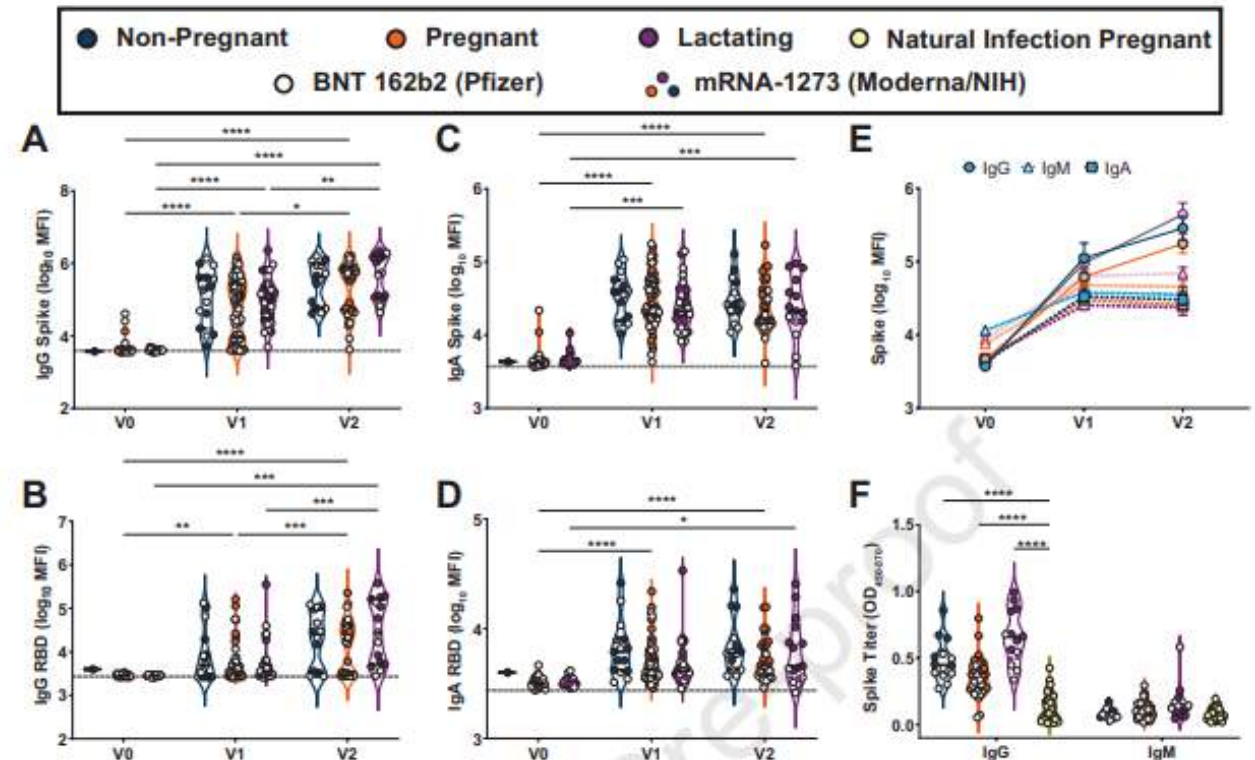 Non-Pregnant Pregnant Lactating Natural Infection Pregnant
BNT 162b2 (Pfizer) mRNA-1273 (Moderna/NIH)
A
****
****
**** **
**** *
IgG Spike (log10 MFI)
8
6
4
2
V0 V1 V2
C
****
***
****
***
IgA Spike (log10 MFI)
6
5
4
3
V0 V1 V2
E
IgG IgM IgA
Spike (log10 MFI)
6
5
4
3
V0 V1 V2
B
****
***
***
** ***
IgG RBD (log10 MFI)
7
6
5
4
3
2
V0 V1 V2
D
****
*
****
IgA RBD (log10 MFI)
5
4
3
V0 V1 V2
F
****
****
****
Spike Titer (OD450-570)
1.5
1.0
0.5
0.0
IgG IgM
re proof